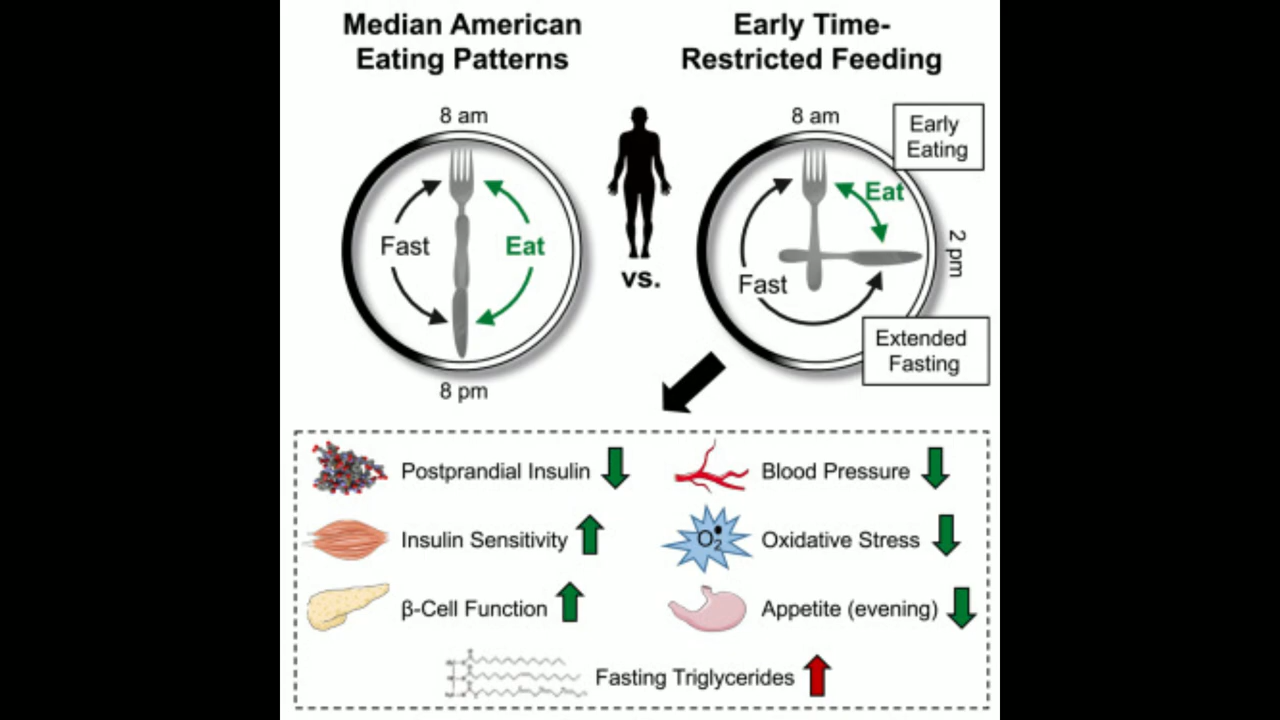 Median American
Eating Patterns
Early Time-
Restricted Feeding
8 am
Fast
Eat
8 pm
vs.
8 am
Early
Eating
Eat
2 pm
Fast
Extended
Fasting
Postprandial Insulin
Blood Pressure
Insulin Sensitivity
O₂
Oxidative Stress
β-Cell Function
Appetite (evening)
Fasting Triglycerides